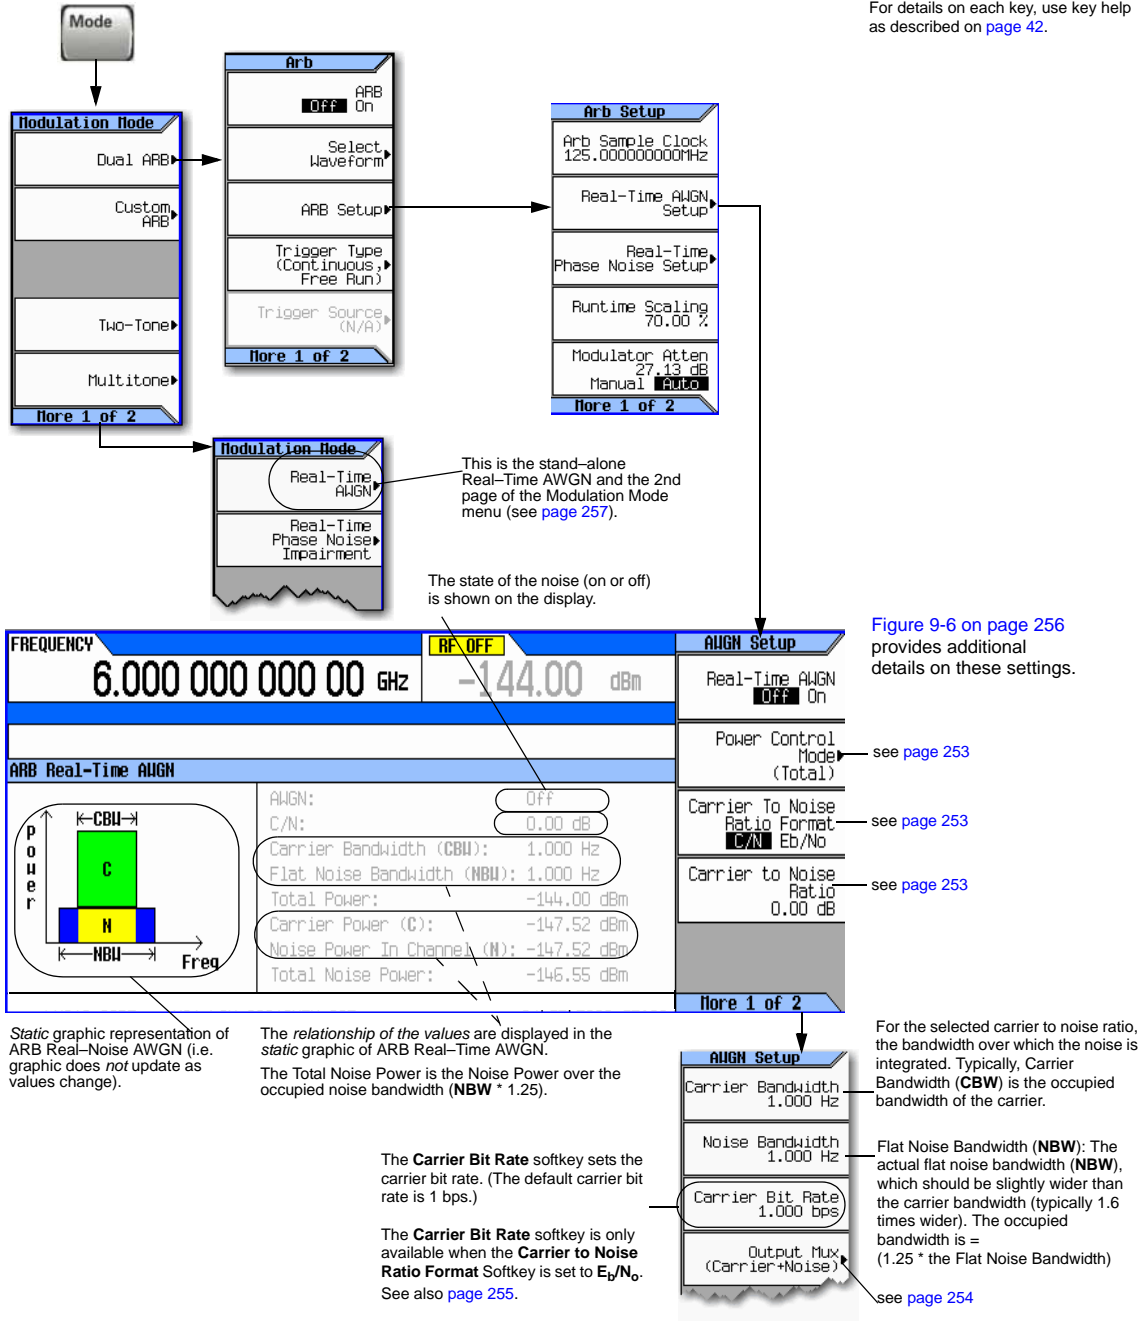 For details on each key, use key help
as described on page 42.
Mode
Modulation Mode
Dual ARB
Custom
ARB
Two-Tone
Multitone
More 1 of 2
Arb
ARB
Off On
Select
Waveform
ARB Setup
Trigger Type
(Continuous,
Free Run)
Trigger Source
(N/A)
More 1 of 2
Arb Setup
Arb Sample Clock
125.000000000MHz
Real-Time AWGN
Setup
Real-Time
Phase Noise Setup
Runtime Scaling
70.00 %
Modulator Atten
27.13 dB
Manual Auto
More 1 of 2
Modulation Mode
Real-Time
AWGN
Real-Time
Phase Noise
Impairment
This is the stand–alone
Real–Time AWGN and the 2nd
page of the Modulation Mode
menu (see page 257).
The state of the noise (on or off)
is shown on the display.
FREQUENCY
6.000 000 000 00 GHz
RF OFF
-144.00 dBm
ARB Real-Time AWGN
Power
CBW
C
N
NBW
Freq
AWGN: Off
C/N: 0.00 dB
Carrier Bandwidth (CBW): 1.000 Hz
Flat Noise Bandwidth (NBW): 1.000 Hz
Total Power: -144.00 dBm
Carrier Power (C): -147.52 dBm
Noise Power In Channel (N): -147.52 dBm
Total Noise Power: -146.55 dBm
AWGN Setup
Real-Time AWGN
Off On
Power Control
Mode
(Total)
Carrier To Noise
Ratio Format
C/N Eb/No
Carrier to Noise
Ratio
0.00 dB
More 1 of 2
Figure 9-6 on page 256
provides additional
details on these settings.
see page 253
see page 253
see page 253
Static graphic representation of
ARB Real–Noise AWGN (i.e.
graphic does not update as
values change).
The relationship of the values are displayed in the
static graphic of ARB Real–Time AWGN.
The Total Noise Power is the Noise Power over the
occupied noise bandwidth (NBW * 1.25).
AWGN Setup
Carrier Bandwidth
1.000 Hz
Noise Bandwidth
1.000 Hz
Carrier Bit Rate
1.000 bps
Output Mux
(Carrier+Noise)
For the selected carrier to noise ratio,
the bandwidth over which the noise is
integrated. Typically, Carrier
Bandwidth (CBW) is the occupied
bandwidth of the carrier.
Flat Noise Bandwidth (NBW): The
actual flat noise bandwidth (NBW),
which should be slightly wider than
the carrier bandwidth (typically 1.6
times wider). The occupied
bandwidth is =
(1.25 * the Flat Noise Bandwidth)
see page 254
The Carrier Bit Rate softkey sets the
carrier bit rate. (The default carrier bit
rate is 1 bps.)
The Carrier Bit Rate softkey is only
available when the Carrier to Noise
Ratio Format Softkey is set to Eb/No.
See also page 255.